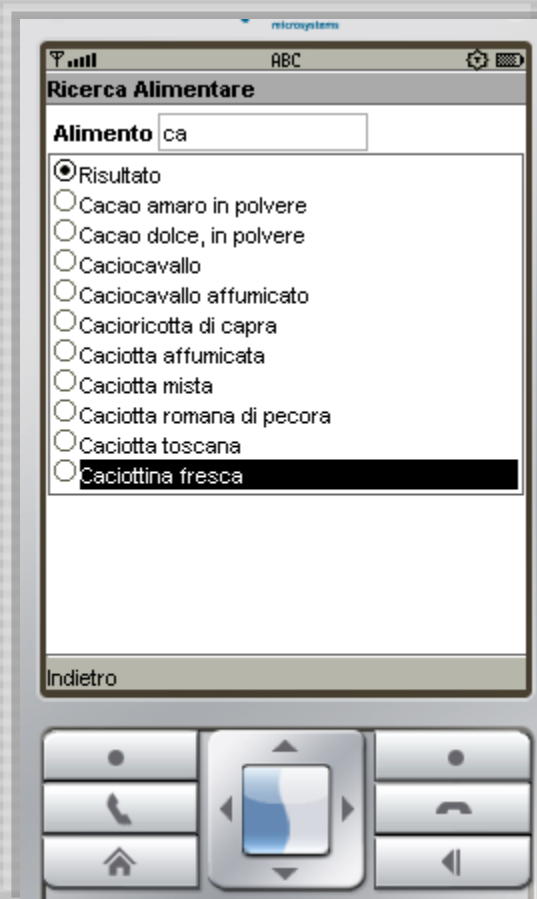 microsystems
ABC
Ricerca Alimentare
Alimento ca
Risultato
Cacao amaro in polvere
Cacao dolce, in polvere
Caciocavallo
Caciocavallo affumicato
Cacioricotta di capra
Caciotta affumicata
Caciotta mista
Caciotta romana di pecora
Caciotta toscana
Caciottina fresca
Indietro